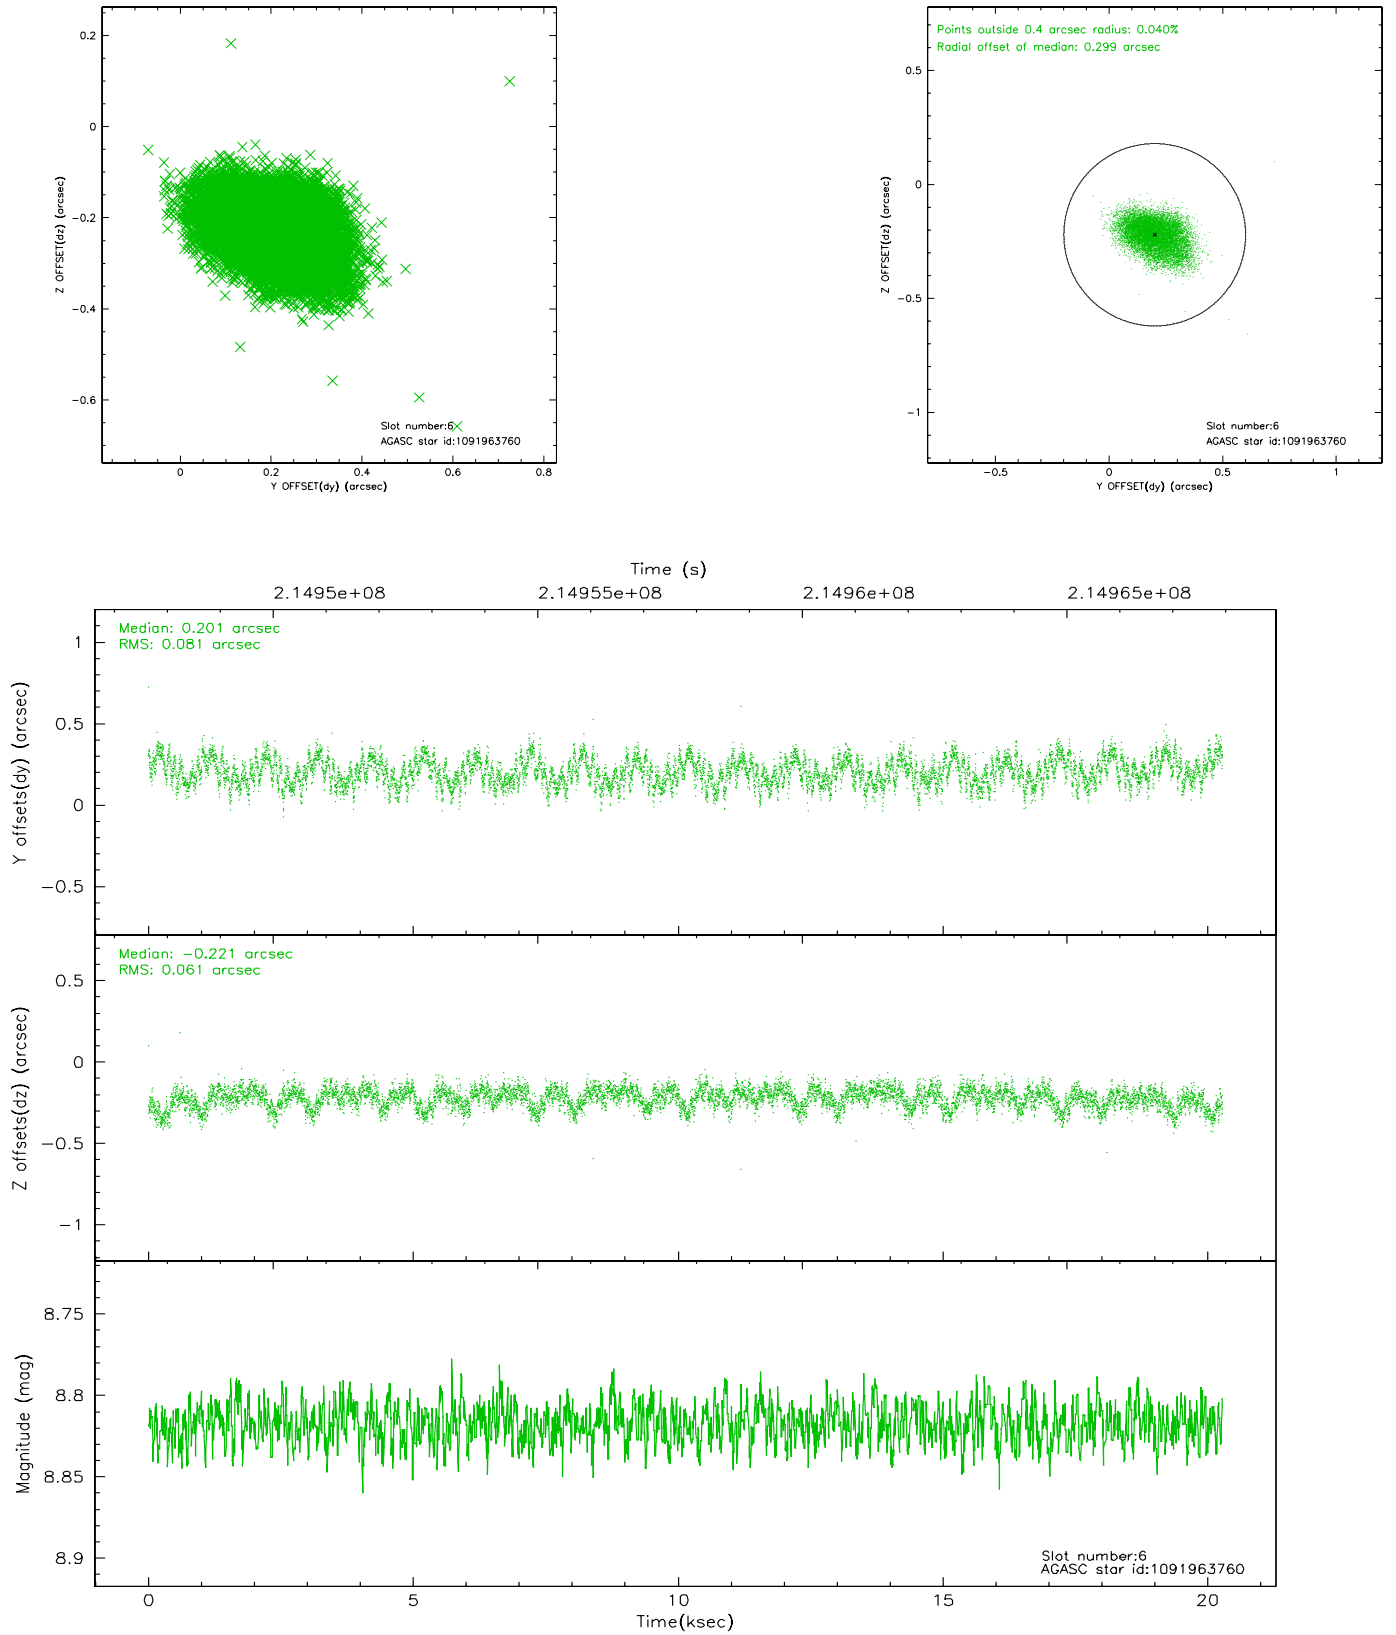 0.2
0
−0.2
−0.4
−0.6
Z OFFSET(dz) (arcsec)
Slot number:6
AGASC star id:1091963760
0 0.2 0.4 0.6 0.8
Y OFFSET(dy) (arcsec)
Points outside 0.4 arcsec radius: 0.040%
Radial offset of median: 0.299 arcsec
0.5
0
−0.5
−1
Z OFFSET(dz) (arcsec)
Slot number:6
AGASC star id:1091963760
−0.5 0 0.5 1
Y OFFSET(dy) (arcsec)
Time (s)
2.1495e+08 2.14955e+08 2.1496e+08 2.14965e+08
Median: 0.201 arcsec
RMS: 0.081 arcsec
1
0.5
0
−0.5
Y offsets(dy) (arcsec)
Median: −0.221 arcsec
RMS: 0.061 arcsec
0.5
0
−0.5
−1
Z offsets(dz) (arcsec)
8.75
8.8
8.85
8.9
Magnitude (mag)
Slot number:6
AGASC star id:1091963760
0 5 10 15 20
Time(ksec)